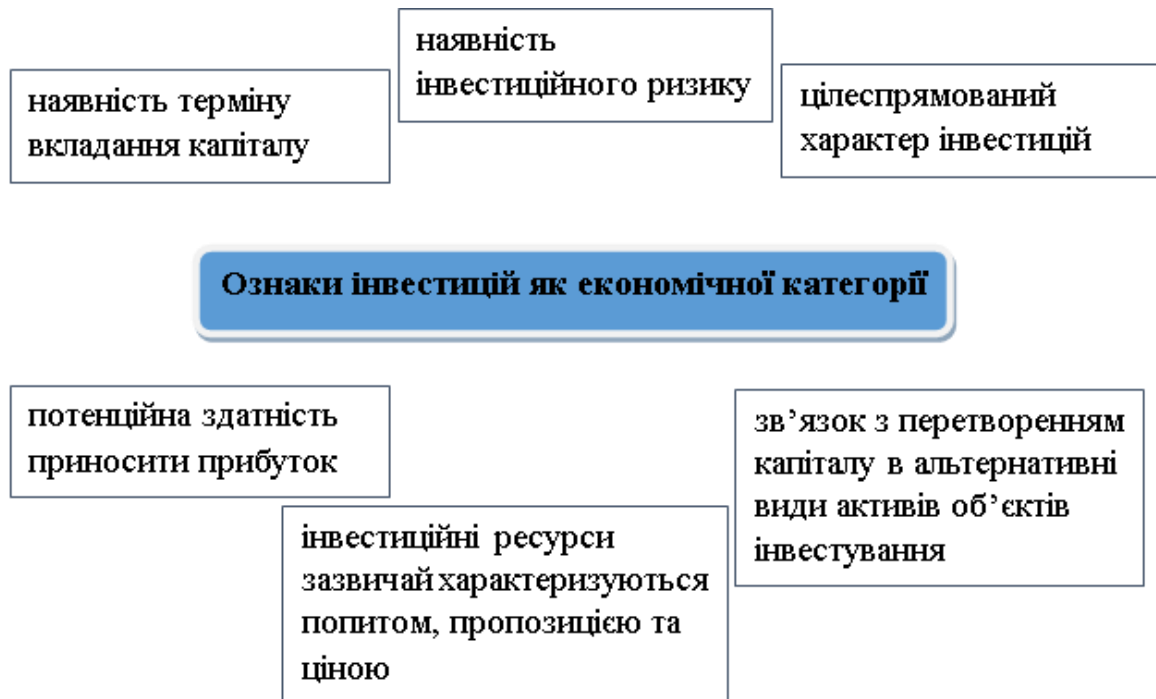 наявність терміну
вкладання капіталу
наявність
інвестиційного ризику
цілеспрямований
характер інвестицій
Ознаки інвестицій як економічної категорії
потенційна здатність
приносити прибуток
інвестиційні ресурси
зазвичай характеризуються
попитом, пропозицією та
ціною
зв’язок з перетворенням
капіталу в альтернативні
види активів об’єктів
інвестування